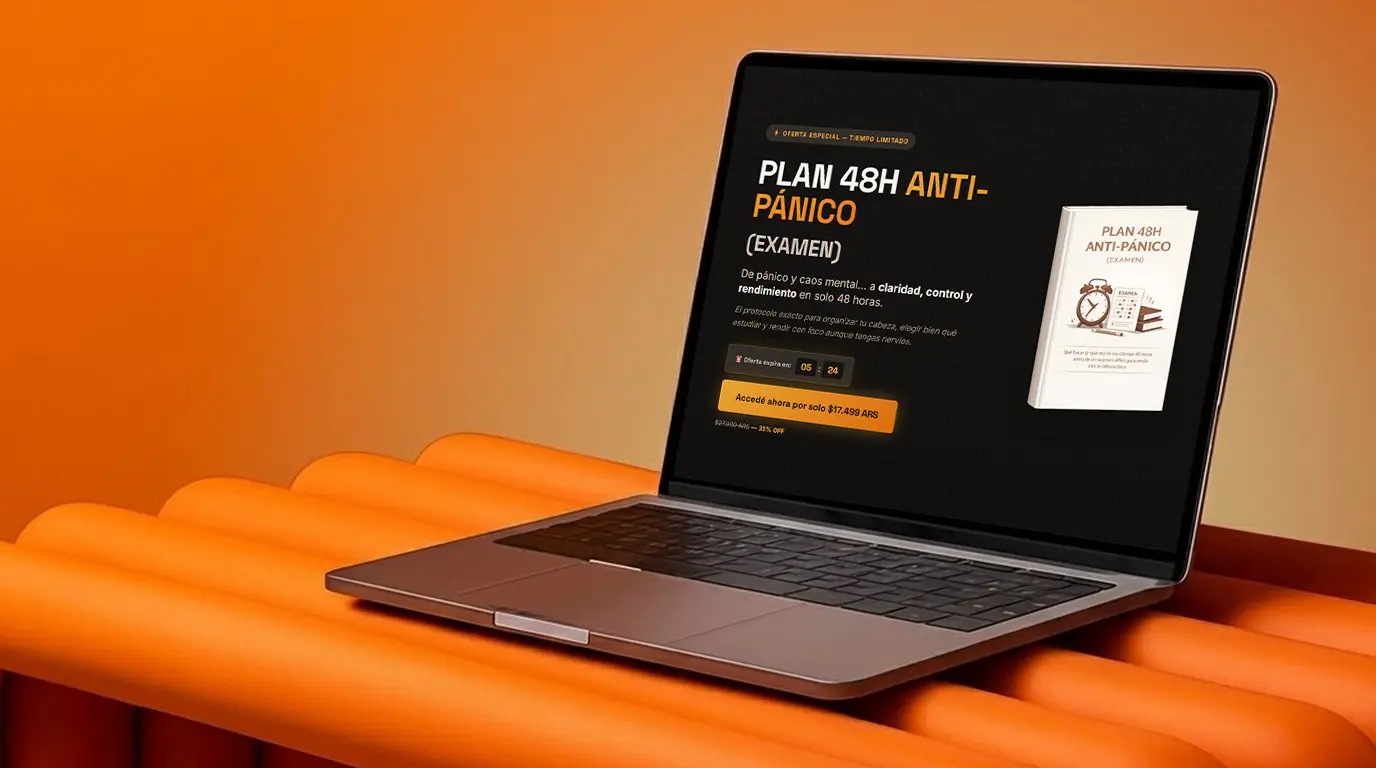 OFERTA ESPECIAL — TIEMPO LIMITADO
PLAN 48H ANTI-
PÁNICO
(EXAMEN)
De pánico y caos mental... a claridad, control y
rendimiento en solo 48 horas.
El protocolo exacto para organizar tu cabeza, elegir bien qué
estudiar y rendir con foco aunque tengas nervios.
Oferta expira en: 05 : 24
Accedé ahora por solo $17.499 ARS
— 35% OFF
PLAN 48H
ANTI-PÁNICO
(EXAMEN)
EXAMEN